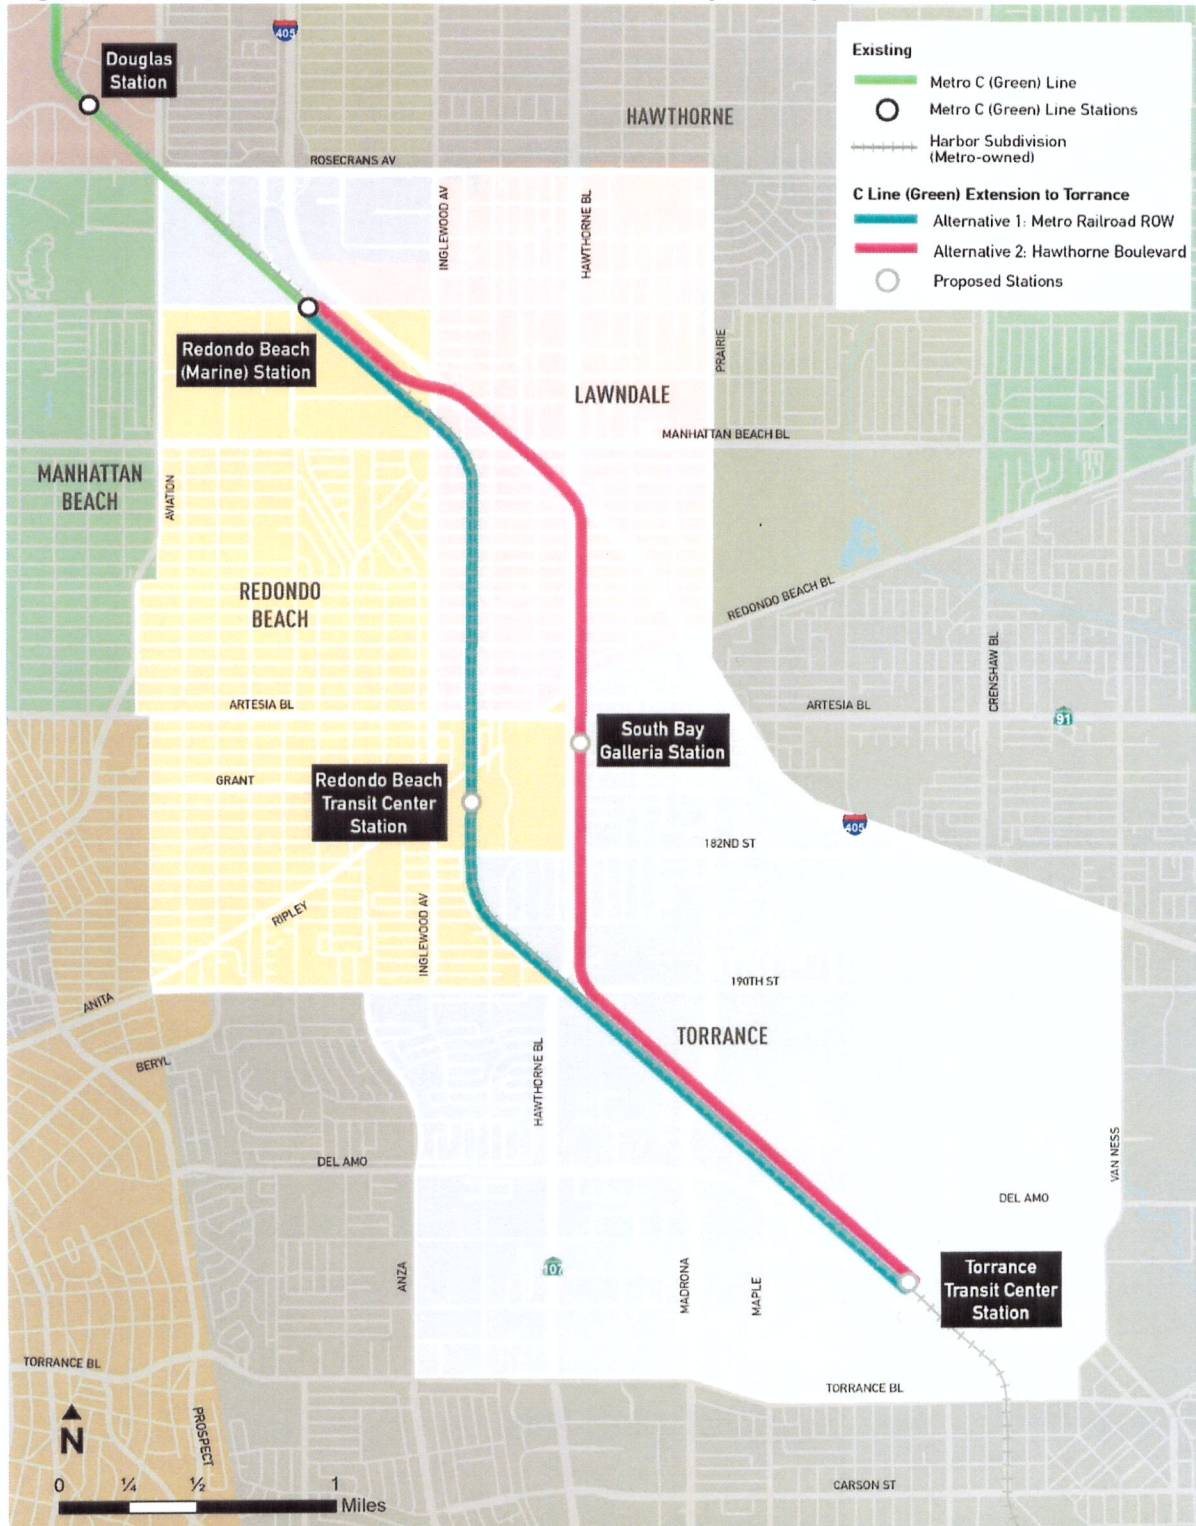 Douglas
Station
405
HAWTHORNE
Existing
Metro C (Green) Line
Metro C (Green) Line Stations
Harbor Subdivision
(Metro-owned)
C Line (Green) Extension to Torrance
Alternative 1: Metro Railroad ROW
Alternative 2: Hawthorne Boulevard
Proposed Stations
ROSECRANS AV
INGLEWOOD AV
HAWTHORNE BL
PRAIRIE
Redondo Beach
(Marine) Station
LAWNDALE
MANHATTAN BEACH BL
MANHATTAN
BEACH
AVIATION
REDONDO
BEACH
REDONDO BEACH BL
CRENSHAW BL
ARTESIA BL
ARTESIA BL
91
South Bay
Galleria Station
GRANT
Redondo Beach
Transit Center
Station
405
182ND ST
RIPLEY
INGLEWOOD AV
190TH ST
ANITA
TORRANCE
BERYL
HAWTHORNE BL
DEL AMO
VAN NESS
DEL AMO
ANZA
107
MADRONA
MAPLE
Torrance
Transit Center
Station
TORRANCE BL
TORRANCE BL
PROSPECT
N
CARSON ST
0 ¼ ½ 1
Miles